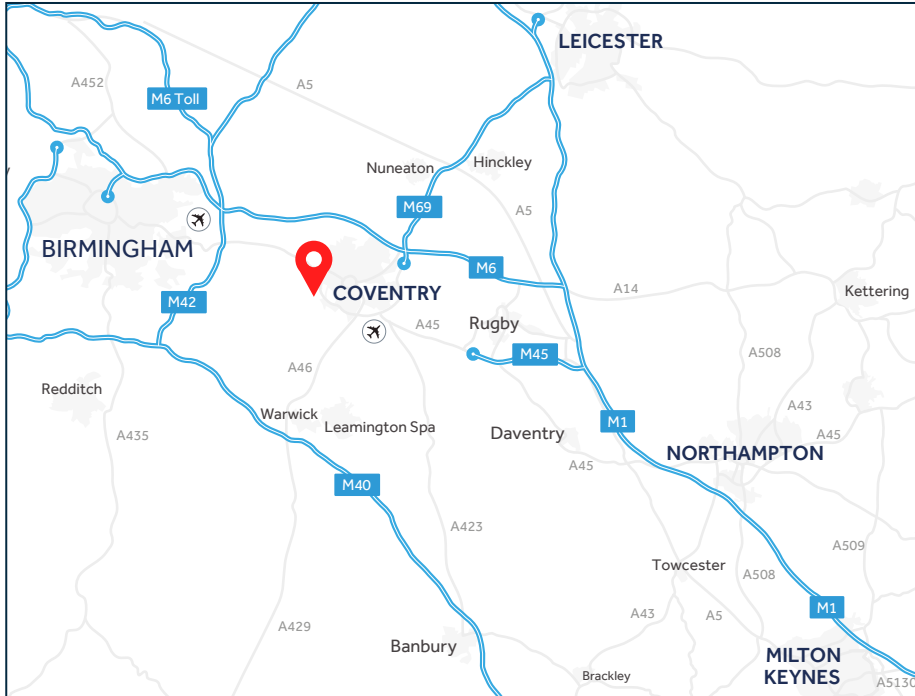 LEICESTER
A452
A5
M6 Toll
Nuneaton
Hinckley
M69
A5
BIRMINGHAM
M6
M42
COVENTRY
A14
Kettering
A45
Rugby
M45
A508
A46
Redditch
A43
Warwick
Leamington Spa
M1
A435
Daventry
A45
NORTHAMPTON
A45
M40
A423
A509
Towcester
A508
A43
A5
M1
A429
Banbury
MILTON
KEYNES
Brackley
A5130